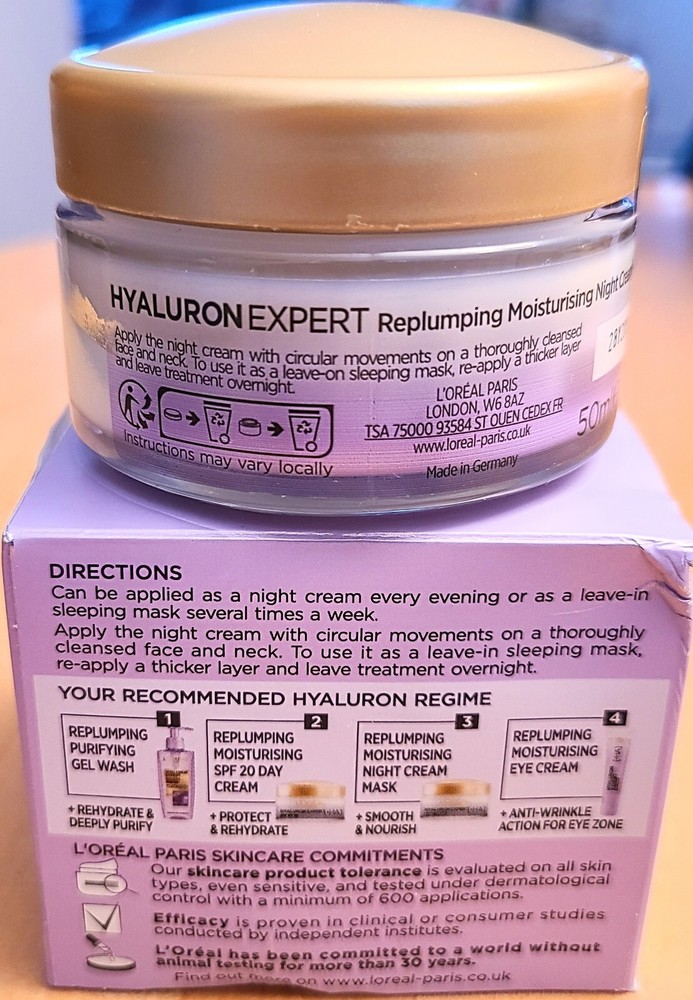 HYALURON EXPERT Replumping Moisturising Night Cream
Apply the night cream with circular movements on a thoroughly cleansed
face and neck. To use it as a leave-on sleeping mask, re-apply a thicker layer
and leave treatment overnight.
Instructions may vary locally
L'ORÉAL PARIS
LONDON, W6 8AZ
TSA 75000 93584 ST OUEN CEDEX FR
www.loreal-paris.co.uk
Made in Germany
DIRECTIONS
Can be applied as a night cream every evening or as a leave-in
sleeping mask several times a week.
Apply the night cream with circular movements on a thoroughly
cleansed face and neck. To use it as a leave-in sleeping mask,
re-apply a thicker layer and leave treatment overnight.
YOUR RECOMMENDED HYALURON REGIME
1
REPLUMPING
PURIFYING
GEL WASH
+ REHYDRATE &
DEEPLY PURIFY
2
REPLUMPING
MOISTURISING
SPF 20 DAY
CREAM
+ PROTECT
& REHYDRATE
3
REPLUMPING
MOISTURISING
NIGHT CREAM
MASK
+ SMOOTH
& NOURISH
4
REPLUMPING
MOISTURISING
EYE CREAM
+ ANTI-WRINKLE
ACTION FOR EYE ZONE
L'ORÉAL PARIS SKINCARE COMMITMENTS
Our skincare product tolerance is evaluated on all skin
types, even sensitive, and tested under dermatological
control with a minimum of 600 applications.
Efficacy is proven in clinical or consumer studies
conducted by independent institutes.
L'Oréal has been committed to a world without
animal testing for more than 30 years.
Find out more on www.loreal-paris.co.uk